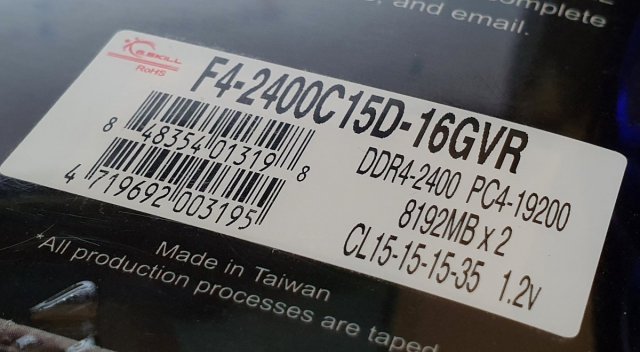 complete
, and email.
G.SKILL
RoHS
F4-2400C15D-16GVR
8 48354 01319 8
DDR4-2400 PC4-19200
4 719692 003195
8192MB x 2
CL15-15-15-35 1.2v
Made in Taiwan
*All production processes are taped